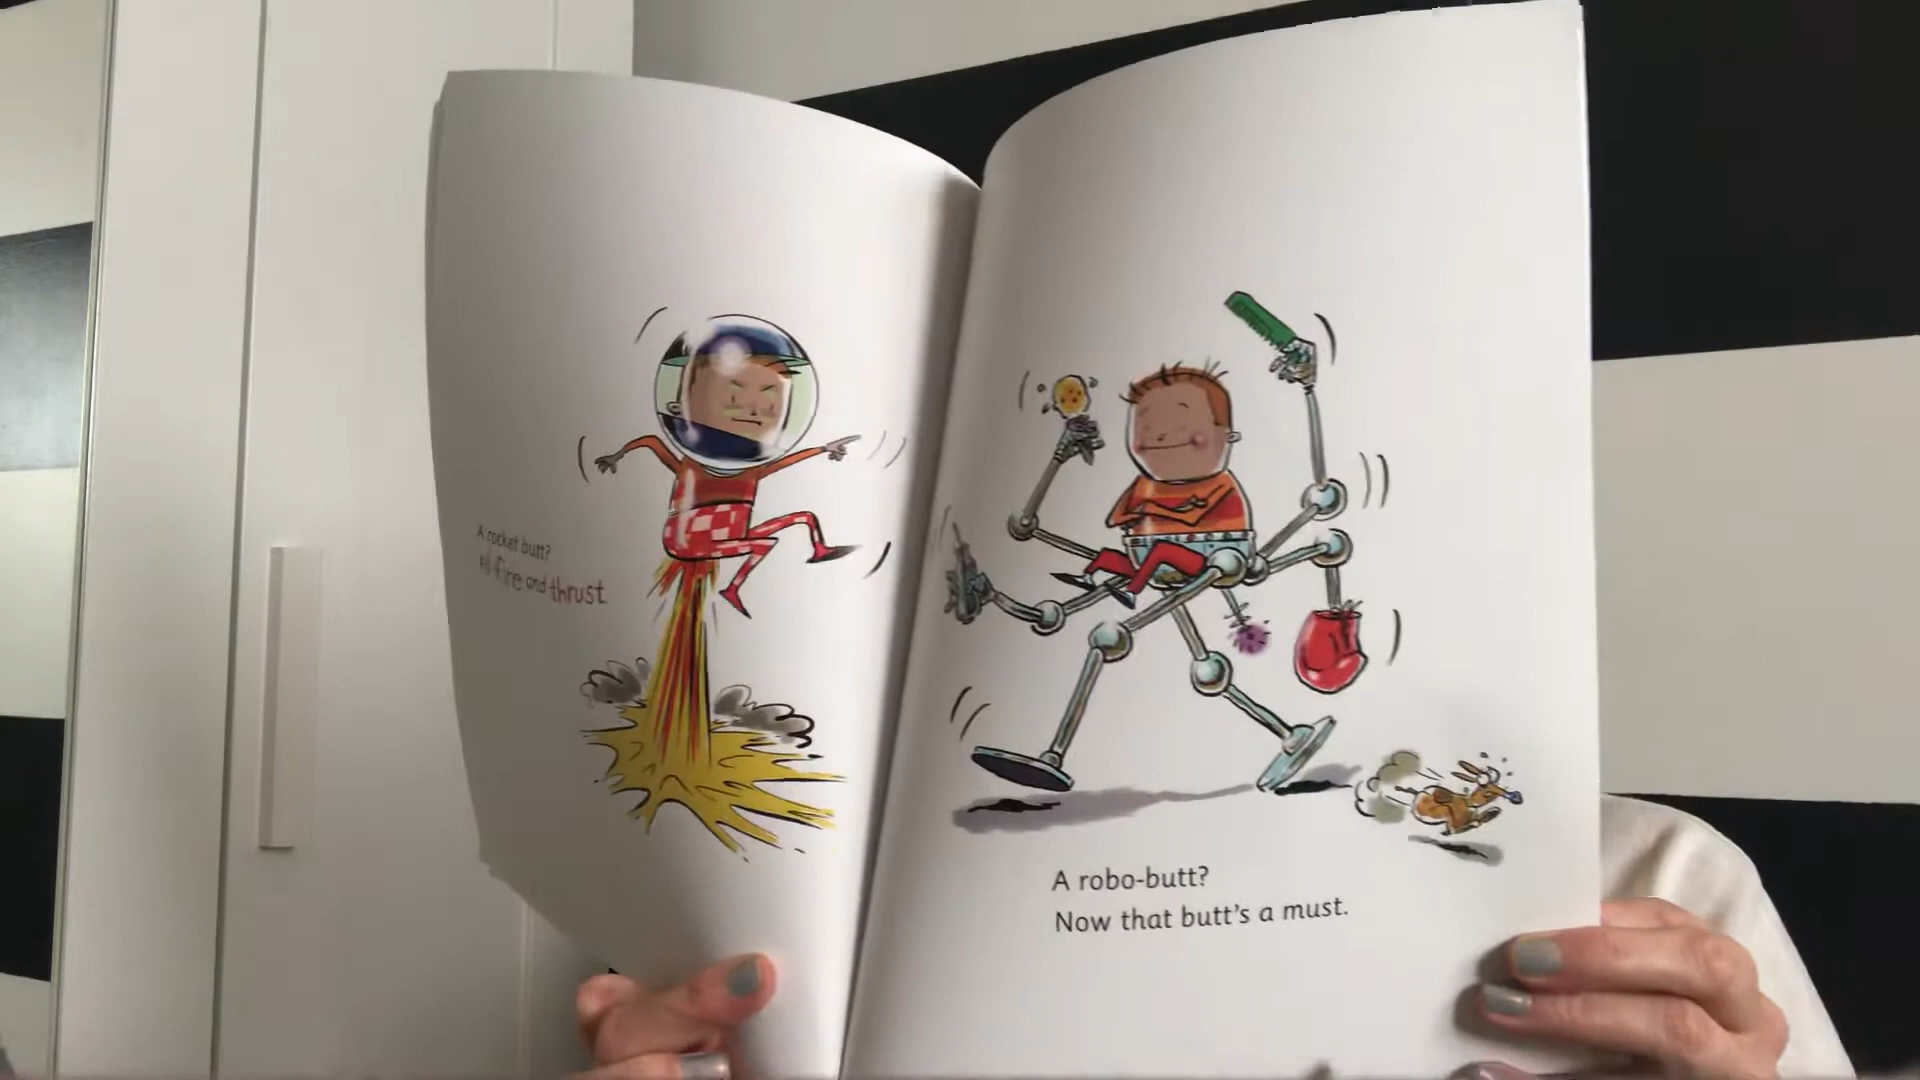 A rocket butt?
All fire and thrust.
A robo-butt?
Now that butt's a must.